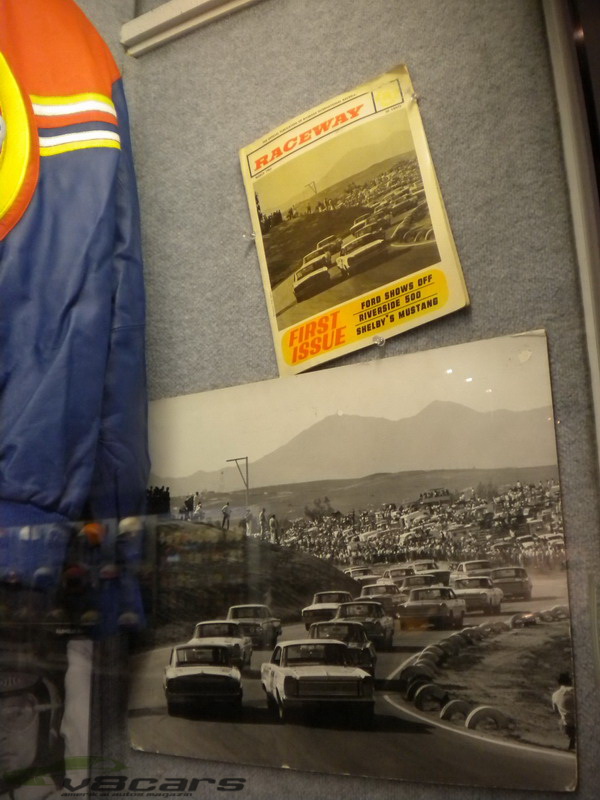 RACEWAY
FIRST
ISSUE
FORD SHOWS OFF
RIVERSIDE 500
SHELBY'S MUSTANG
v8cars